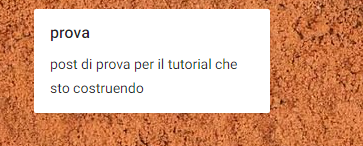 prova
post di prova per il tutorial che
sto costruendo